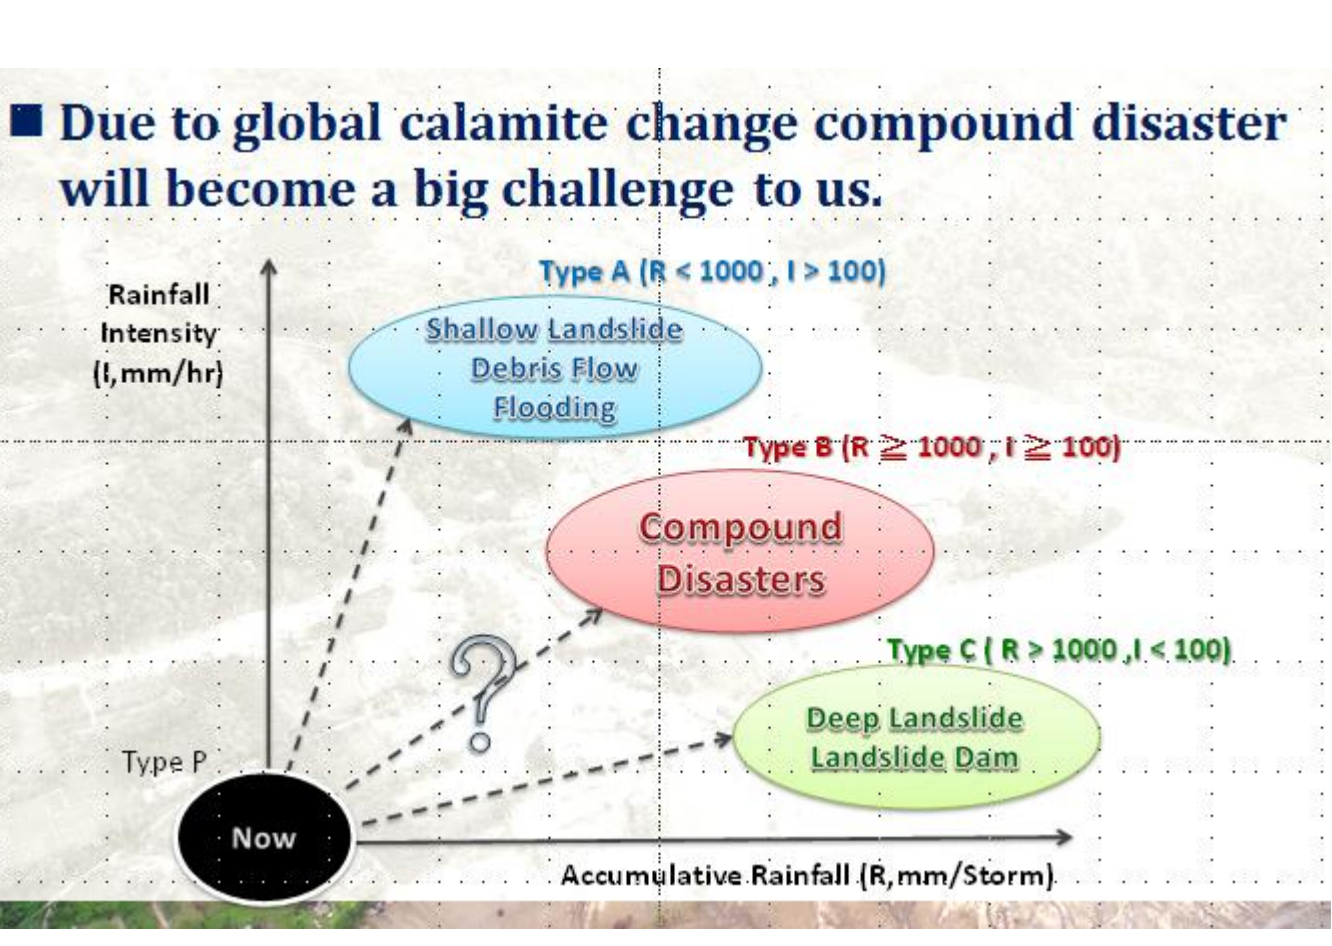 ■ Due to global calamite change compound disaster
will become a big challenge to us.
Type A (R < 1000 , I > 100)
Rainfall
Intensity
(I,mm/hr)
Shallow Landslide
Debris Flow
Flooding
Type B (R ≧ 1000 , I ≧ 100)
Compound
Disasters
?
Type C ( R > 1000 ,I < 100)
Deep Landslide
Landslide Dam
Type P
Now
Accumulative Rainfall (R,mm/Storm)